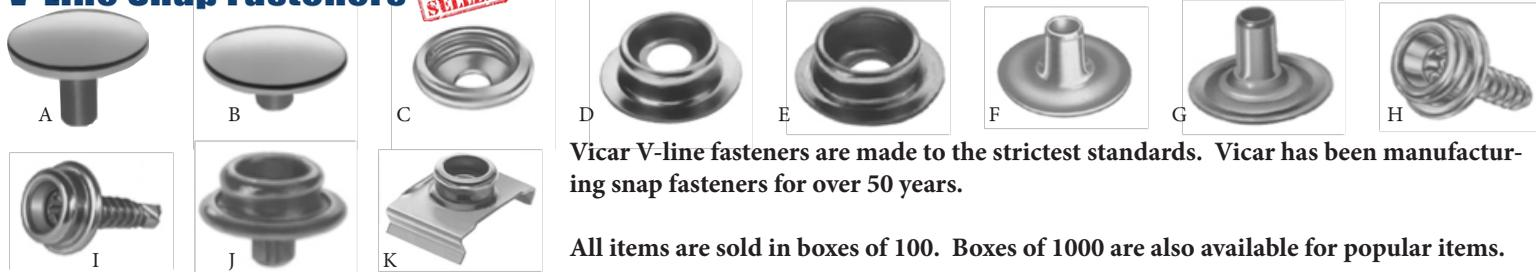 V-Line Snap Fasteners
SELLER
A B C D E F G H
Vicar V-line fasteners are made to the strictest standards.  Vicar has been manufactur-
ing snap fasteners for over 50 years.
I J K
All items are sold in boxes of 100.  Boxes of 1000 are also available for popular items.